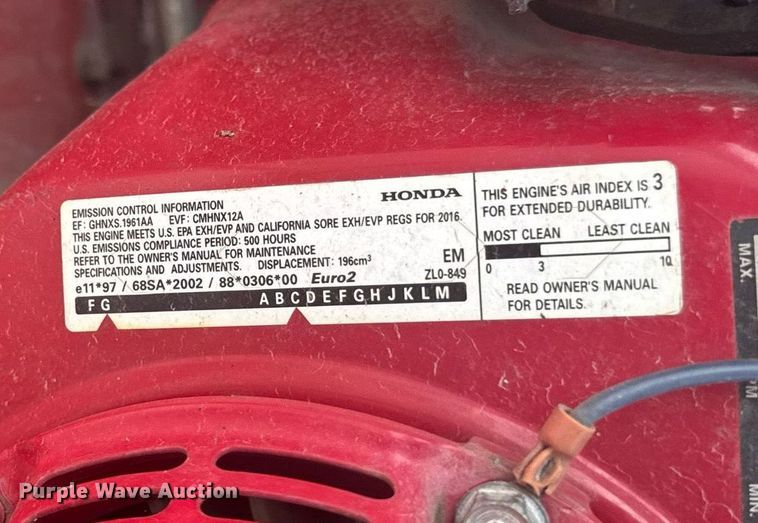 HONDA
EMISSION CONTROL INFORMATION
EF: GHNXS.1961AA EVF: CMHNX12A
THIS ENGINE MEETS U.S. EPA EXH/EVP AND CALIFORNIA SORE EXH/EVP REGS FOR 2016.
U.S. EMISSIONS COMPLIANCE PERIOD: 500 HOURS
REFER TO THE OWNER'S MANUAL FOR MAINTENANCE
SPECIFICATIONS AND ADJUSTMENTS. DISPLACEMENT: 196cm³
EM
e11*97 / 68SA*2002 / 88*0306*00 Euro2 ZL0-849
F G A B C D E F G H J K L M
THIS ENGINE'S AIR INDEX IS 3
FOR EXTENDED DURABILITY.
MOST CLEAN LEAST CLEAN
0 3 10
READ OWNER'S MANUAL
FOR DETAILS.
MAX.
PM
MIN.
Purple Wave Auction